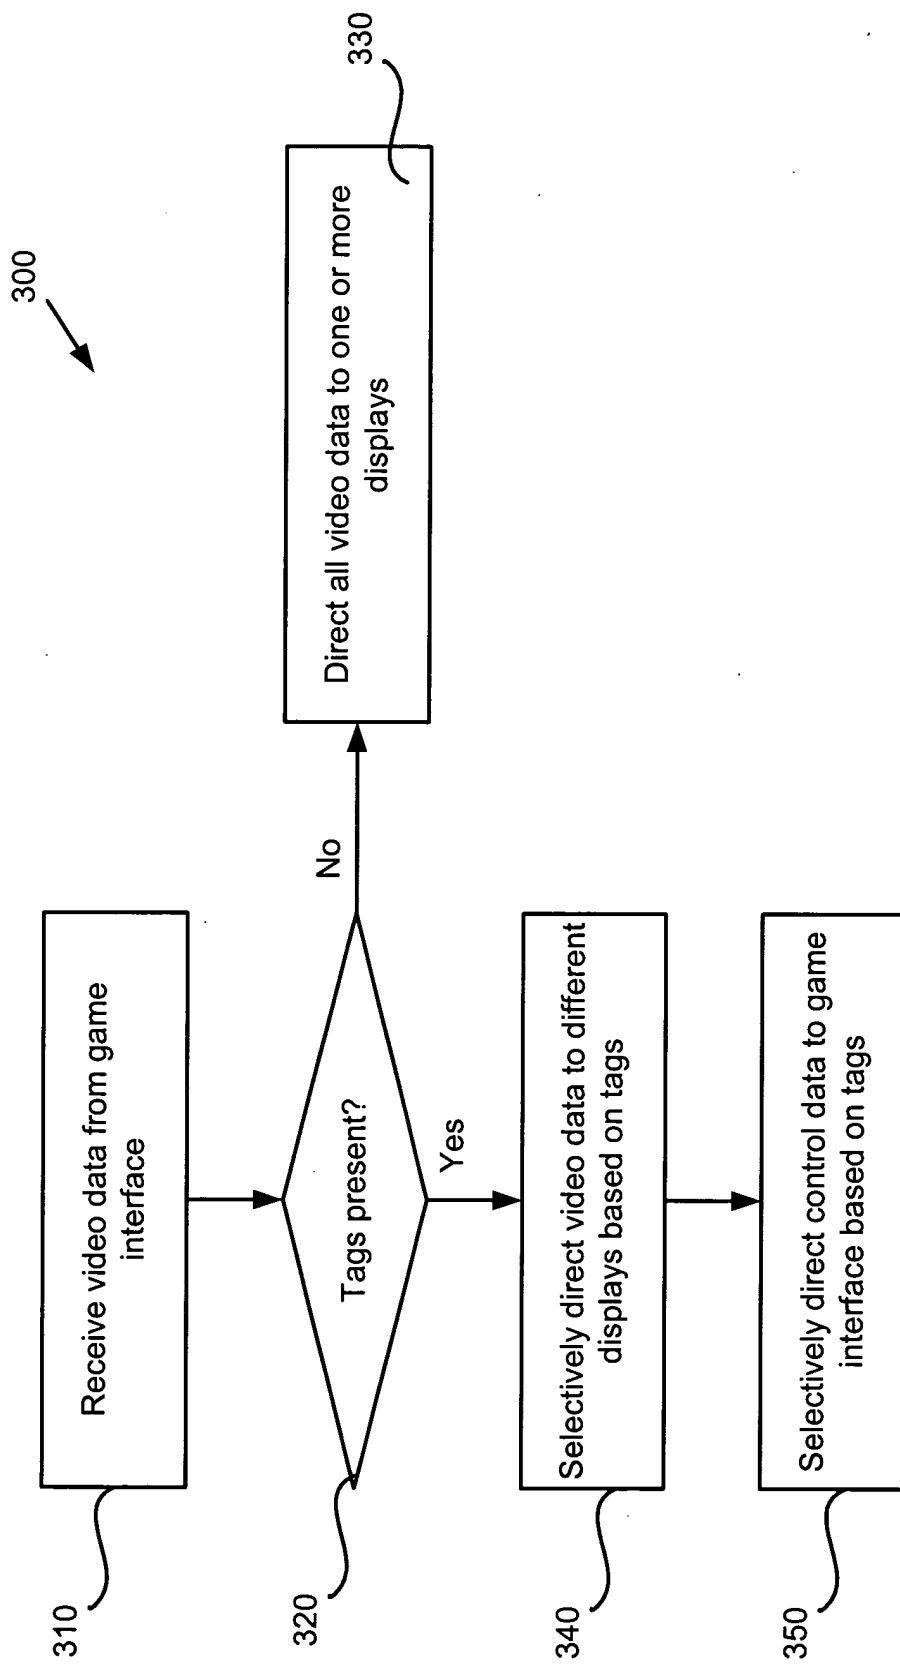 300
310
Receive video data from game
interface
320
Tags present?
No
Yes
330
Direct all video data to one or more
displays
340
Selectively direct video data to different
displays based on tags
350
Selectively direct control data to game
interface based on tags